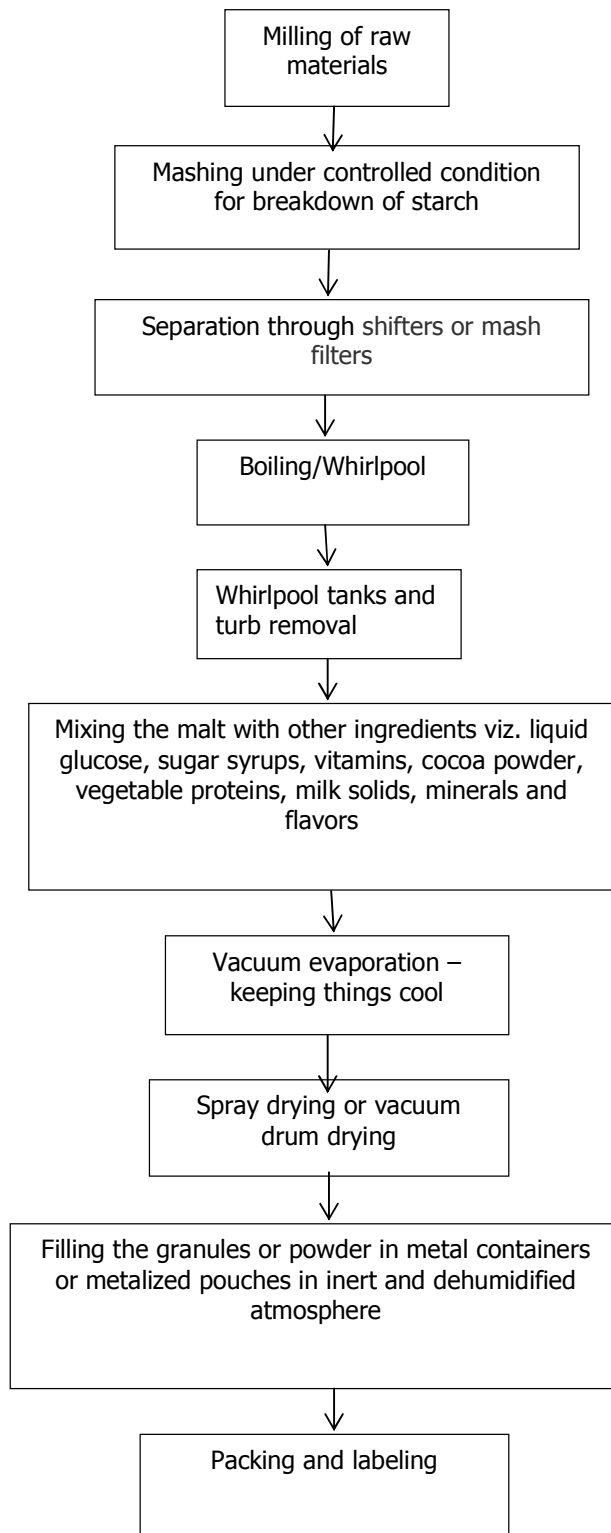 Milling of raw
materials
Mashing under controlled condition
for breakdown of starch
Separation through shifters or mash
filters
Boiling/Whirlpool
Whirlpool tanks and
turb removal
Mixing the malt with other ingredients viz. liquid
glucose, sugar syrups, vitamins, cocoa powder,
vegetable proteins, milk solids, minerals and
flavors
Vacuum evaporation –
keeping things cool
Spray drying or vacuum
drum drying
Filling the granules or powder in metal containers
or metalized pouches in inert and dehumidified
atmosphere
Packing and labeling